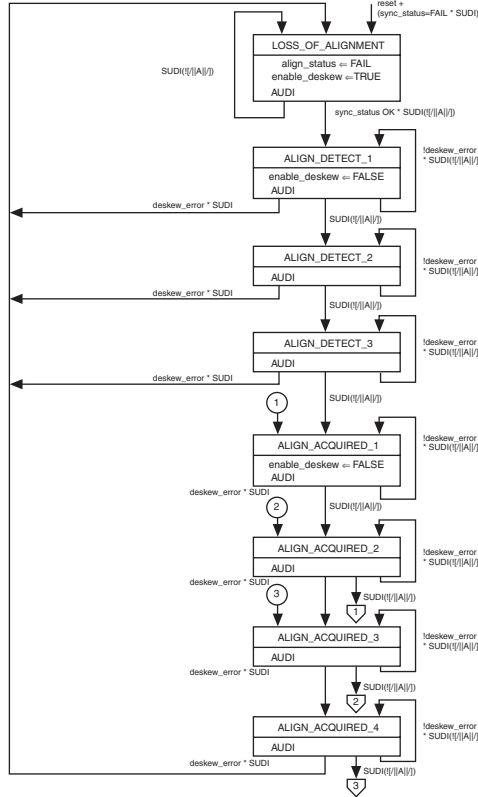 reset +
(sync_status=FAIL * SUDI)
LOSS_OF_ALIGNMENT
SUDI(![/||A||/])
align_status ⇐ FAIL
enable_deskew ⇐TRUE
AUDI
sync_status OK * SUDI(![/||A||/])
ALIGN_DETECT_1
!deskew_error
* SUDI(![/||A||/]
enable_deskew ⇐ FALSE
AUDI
deskew_error * SUDI
SUDI(![/||A||/])
ALIGN_DETECT_2
!deskew_error
* SUDI(![/||A||/]
AUDI
deskew_error * SUDI
SUDI(![/||A||/])
ALIGN_DETECT_3
!deskew_error
* SUDI(![/||A||/]
AUDI
deskew_error * SUDI
SUDI(![/||A||/])
1
ALIGN_ACQUIRED_1
!deskew_error
* SUDI(![/||A||/]
enable_deskew ⇐ FALSE
AUDI
deskew_error * SUDI
SUDI(![/||A||/])
2
ALIGN_ACQUIRED_2
!deskew_error
* SUDI(![/||A||/]
AUDI
deskew_error * SUDI
SUDI(![/||A||/])
3
1
ALIGN_ACQUIRED_3
!deskew_error
* SUDI(![/||A||/]
AUDI
deskew_error * SUDI
SUDI(![/||A||/])
2
ALIGN_ACQUIRED_4
!deskew_error
* SUDI(![/||A||/]
AUDI
deskew_error * SUDI
SUDI(![/||A||/])
3